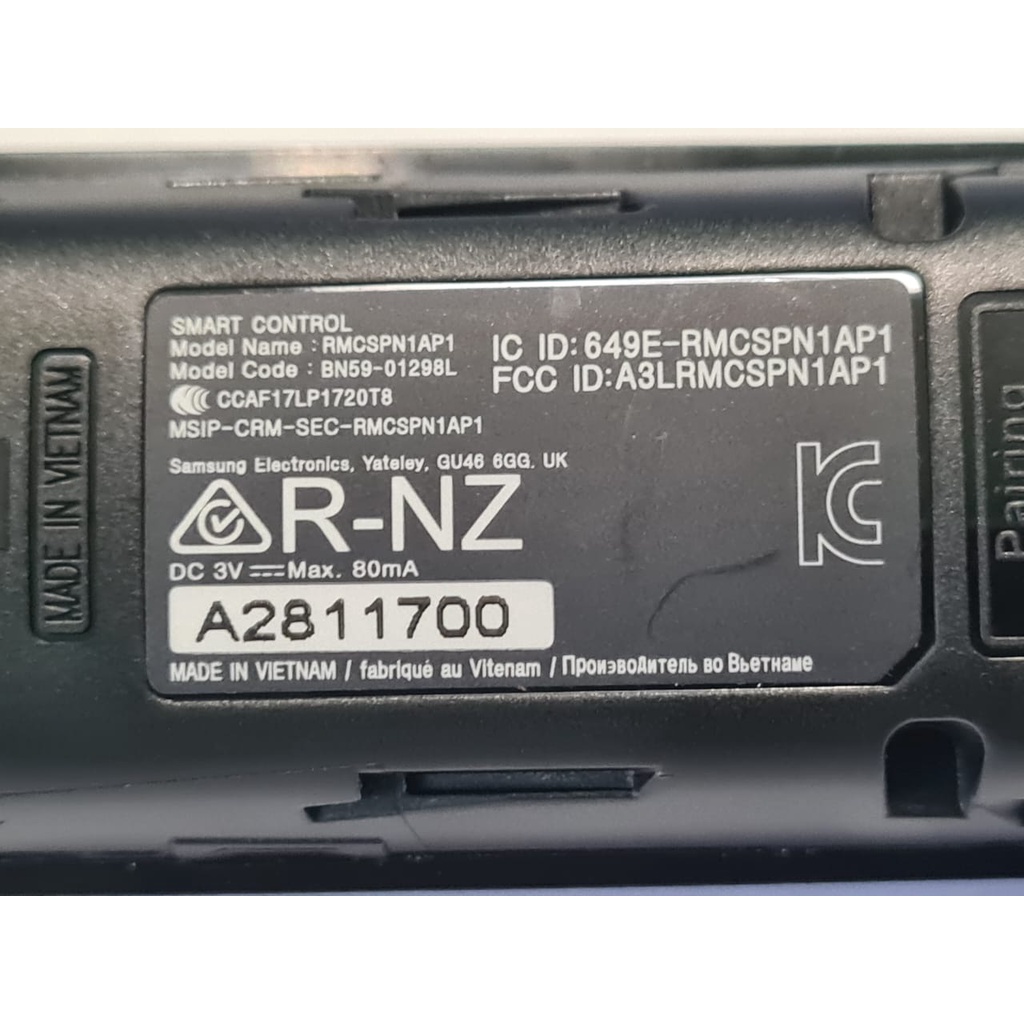 SMART CONTROL
Model Name : RMCSPN1AP1
Model Code : BN59-01298L
CCAF17LP1720T8
MSIP-CRM-SEC-RMCSPN1AP1
IC ID:649E-RMCSPN1AP1
FCC ID:A3LRMCSPN1AP1
Samsung Electronics, Yateley, GU46 6GG. UK
R-NZ
DC 3V Max. 80mA
A2811700
MADE IN VIETNAM / fabriqué au Vitenam / Произвоdитель во Вьетнаме
MADE IN VIETNAM
Pairing